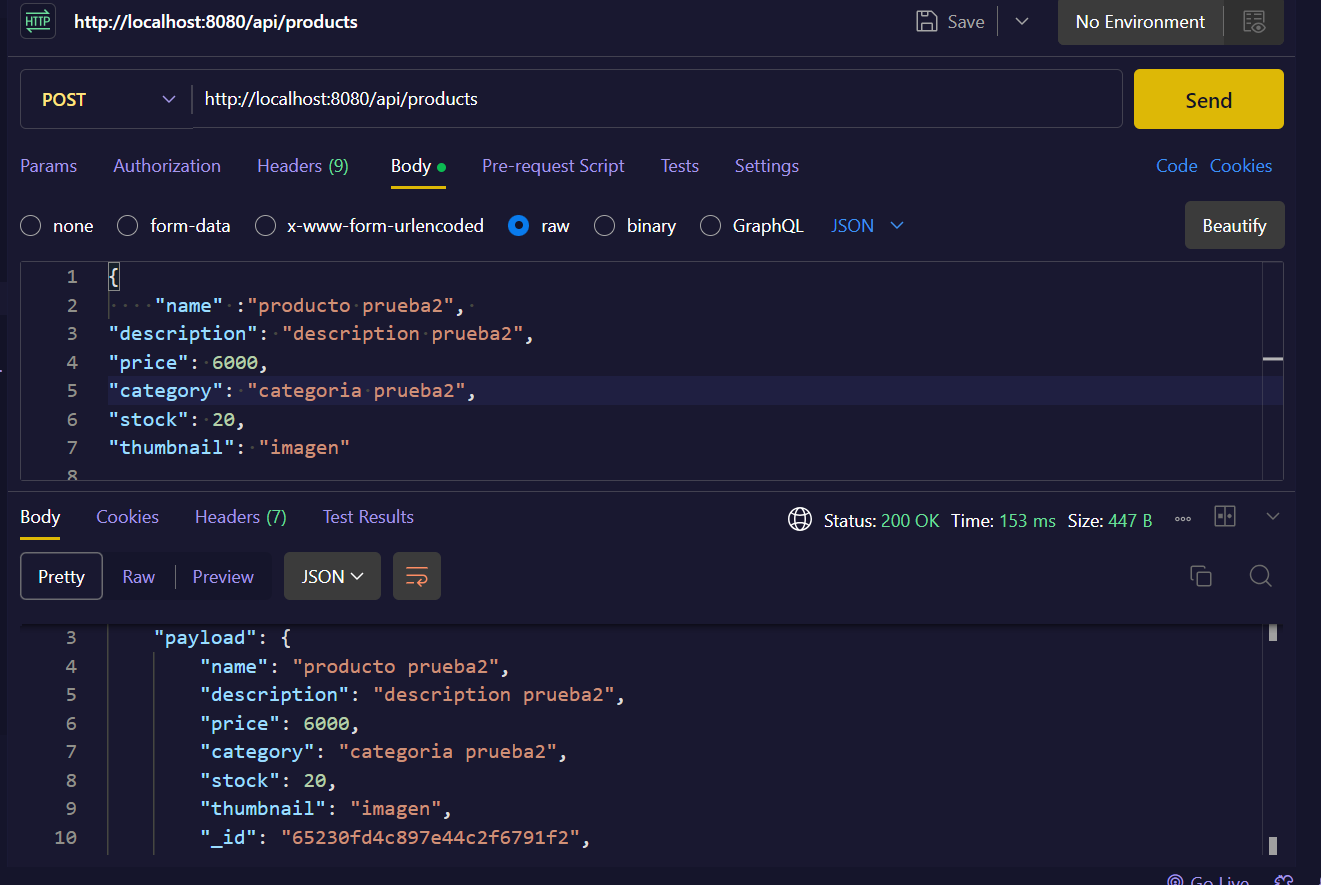 HTTP http://localhost:8080/api/products Save No Environment
POST http://localhost:8080/api/products Send
Params Authorization Headers (9) Body Pre-request Script Tests Settings Code Cookies
none form-data x-www-form-urlencoded raw binary GraphQL JSON Beautify
1 {
2 ····"name"·:"producto·prueba2",·
3 "description":·"description·prueba2",
4 "price":·6000,
5 "category":·"categoria·prueba2",
6 "stock":·20,
7 "thumbnail":·"imagen"
8
Body Cookies Headers (7) Test Results Status: 200 OK Time: 153 ms Size: 447 B
Pretty Raw Preview JSON
3 "payload": {
4 "name": "producto prueba2",
5 "description": "description prueba2",
6 "price": 6000,
7 "category": "categoria prueba2",
8 "stock": 20,
9 "thumbnail": "imagen",
10 "_id": "65230fd4c897e44c2f6791f2",
Go Live